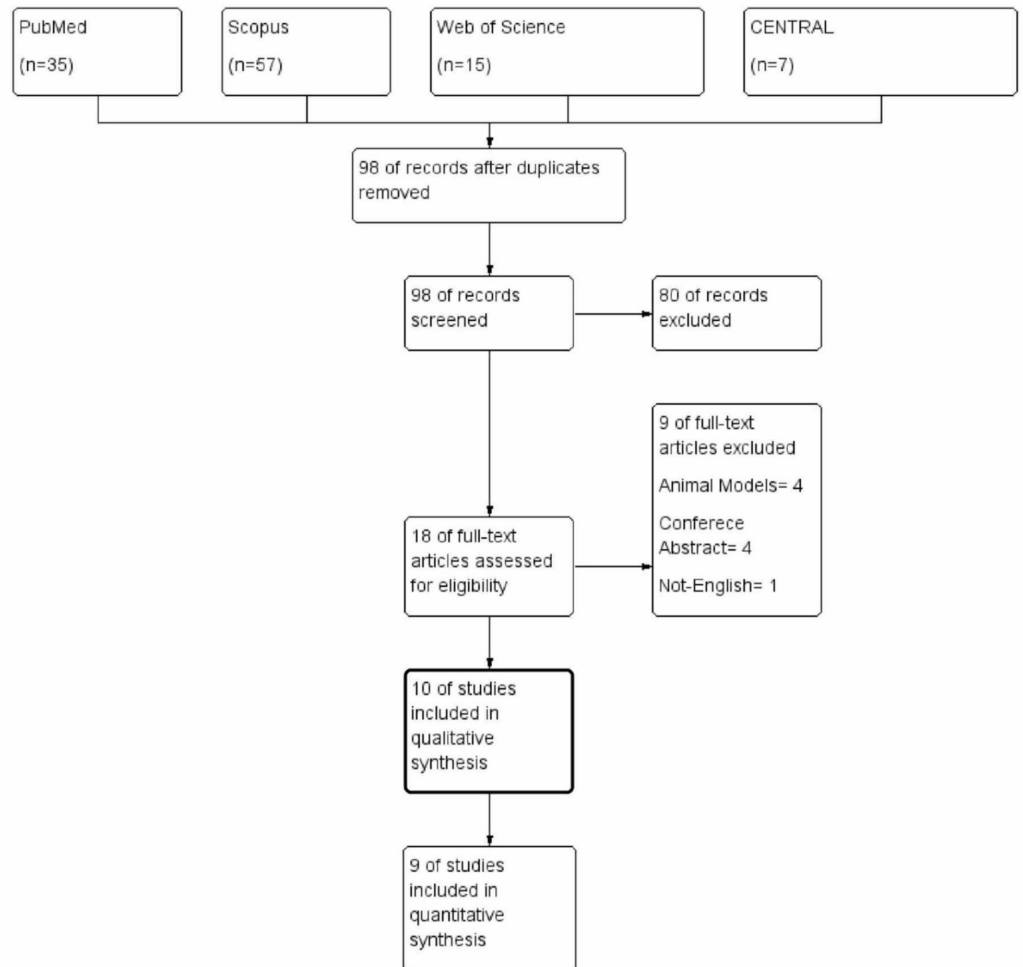 PubMed
(n=35)
Scopus
(n=57)
Web of Science
(n=15)
CENTRAL
(n=7)
98 of records after duplicates
removed
98 of records
screened
80 of records
excluded
9 of full-text
articles excluded
Animal Models= 4
Conferece
Abstract= 4
Not-English= 1
18 of full-text
articles assessed
for eligibility
10 of studies
included in
qualitative
synthesis
9 of studies
included in
quantitative
synthesis